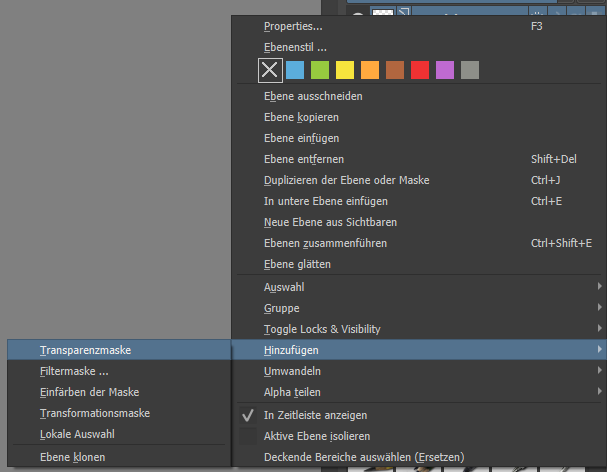 Properties... F3
Ebenenstil ...
Ebene ausschneiden
Ebene kopieren
Ebene einfügen
Ebene entfernen Shift+Del
Duplizieren der Ebene oder Maske Ctrl+J
In untere Ebene einfügen Ctrl+E
Neue Ebene aus Sichtbaren
Ebenen zusammenführen Ctrl+Shift+E
Ebene glätten
Auswahl
Gruppe
Toggle Locks & Visibility
Hinzufügen
Umwandeln
Alpha teilen
In Zeitleiste anzeigen
Aktive Ebene isolieren
Deckende Bereiche auswählen (Ersetzen)
Transparenzmaske
Filtermaske ...
Einfärben der Maske
Transformationsmaske
Lokale Auswahl
Ebene klonen